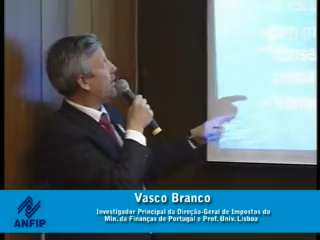 Vasco Branco
Investigador Principal da Direção-Geral de Impostos do
Min. da Finanças de Portugal e Prof. Univ. Lisboa
ANFIP